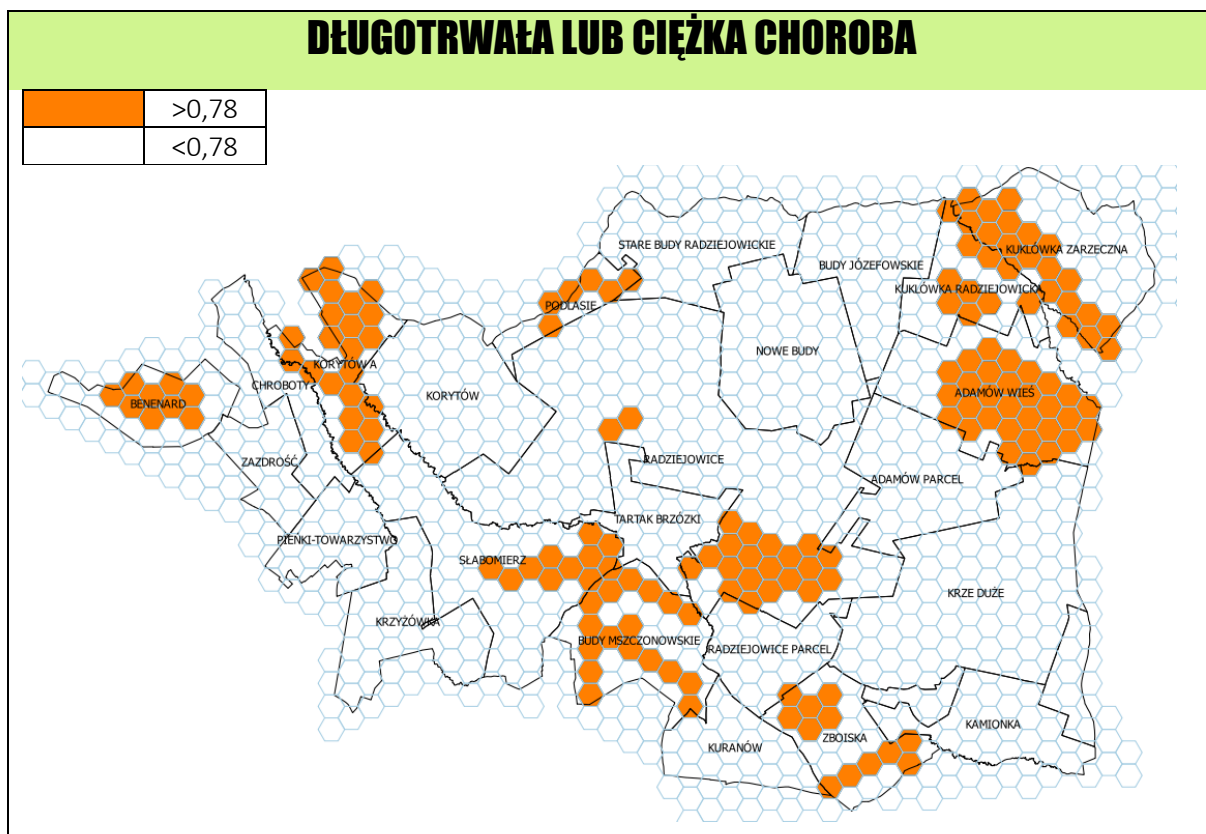 DŁUGOTRWAŁA LUB CIĘŻKA CHOROBA
>0,78
<0,78
STARE BUDY RADZIEJOWICKIE
KUKLÓWKA ZARZECZNA
BUDY JÓZEFOWSKIE
KUKLÓWKA RADZIEJOWICKA
PODLASIE
NOWE BUDY
KORYTÓW A
CHROBOTY
KORYTÓW
ADAMÓW WIEŚ
BENENARD
ZAZDROŚĆ
RADZIEJOWICE
ADAMÓW PARCEL
TARTAK BRZÓZKI
PIEŃKI-TOWARZYSTWO
SŁABOMIERZ
KRZE DUŻE
KRZYŻÓWKA
BUDY MSZCZONOWSKIE
RADZIEJOWICE PARCEL
KAMIONKA
ZBOISKA
KURANÓW